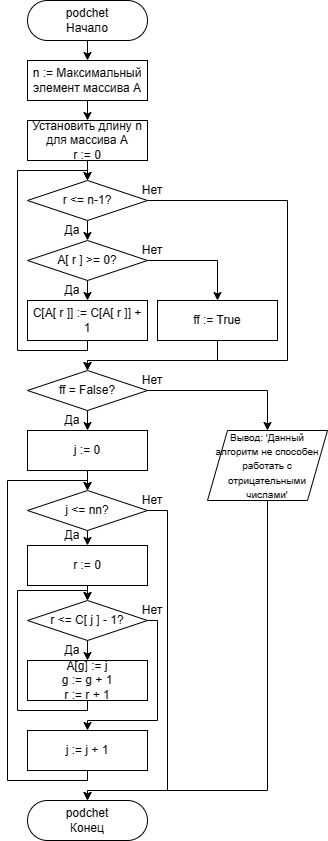 podchet
Начало
n := Максимальный
элемент массива A
Установить длину n
для массива A
r := 0
r <= n-1?
Нет
Да
A[ r ] >= 0?
Нет
Да
C[A[ r ]] := C[A[ r ]] +
1
ff := True
ff = False?
Нет
Да
j := 0
Вывод: 'Данный
алгоритм не способен
работать с
отрицательными
числами'
j <= nn?
Нет
Да
r := 0
r <= C[ j ] - 1?
Нет
Да
A[g] := j
g := g + 1
r := r + 1
j := j + 1
podchet
Конец